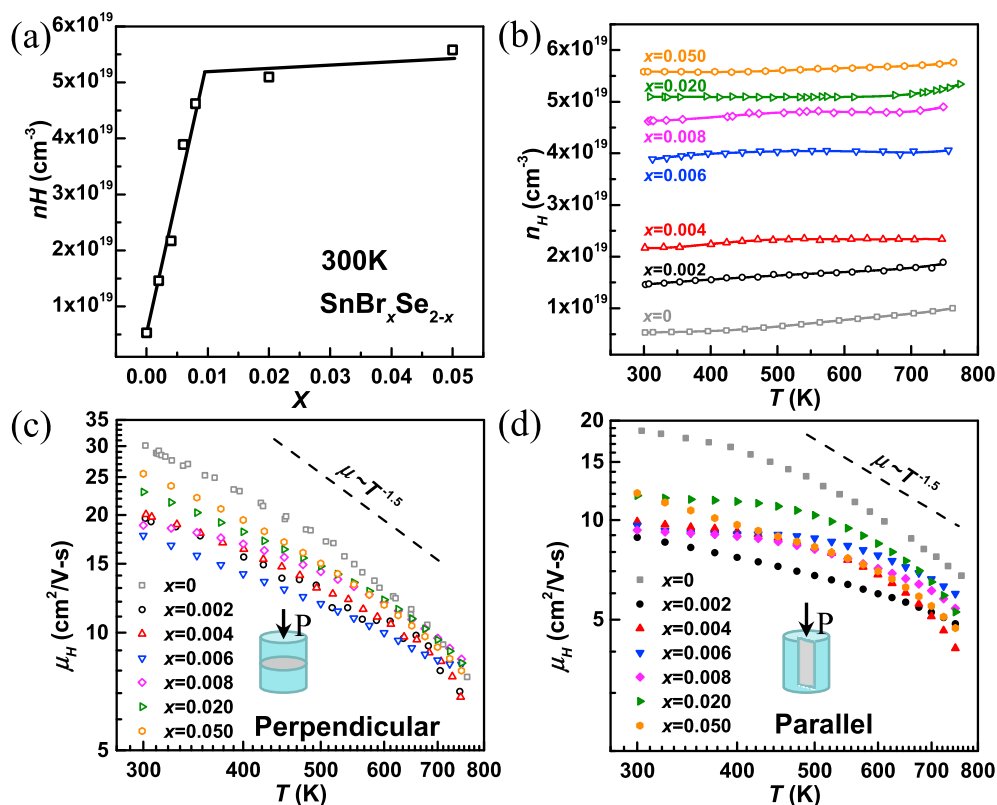 (a)
6x10^19
5x10^19
4x10^19
3x10^19
2x10^19
1x10^19
nH (cm^-3)
300K
SnBr_xSe_2-x
0.00 0.01 0.02 0.03 0.04 0.05
X
(b)
6x10^19
5x10^19
4x10^19
3x10^19
2x10^19
1x10^19
n_H (cm^-3)
x=0.050
x=0.020
x=0.008
x=0.006
x=0.004
x=0.002
x=0
300 400 500 600 700 800
T (K)
(c)
35
30
25
20
15
10
5
μ_H (cm^2/V-s)
μ~T^-1.5
x=0
x=0.002
x=0.004
x=0.006
x=0.008
x=0.020
x=0.050
P
Perpendicular
300 400 500 600 700 800
T (K)
(d)
20
10
5
μ_H (cm^2/V-s)
μ~T^-1.5
x=0
x=0.002
x=0.004
x=0.006
x=0.008
x=0.020
x=0.050
P
Parallel
300 400 500 600 700 800
T (K)